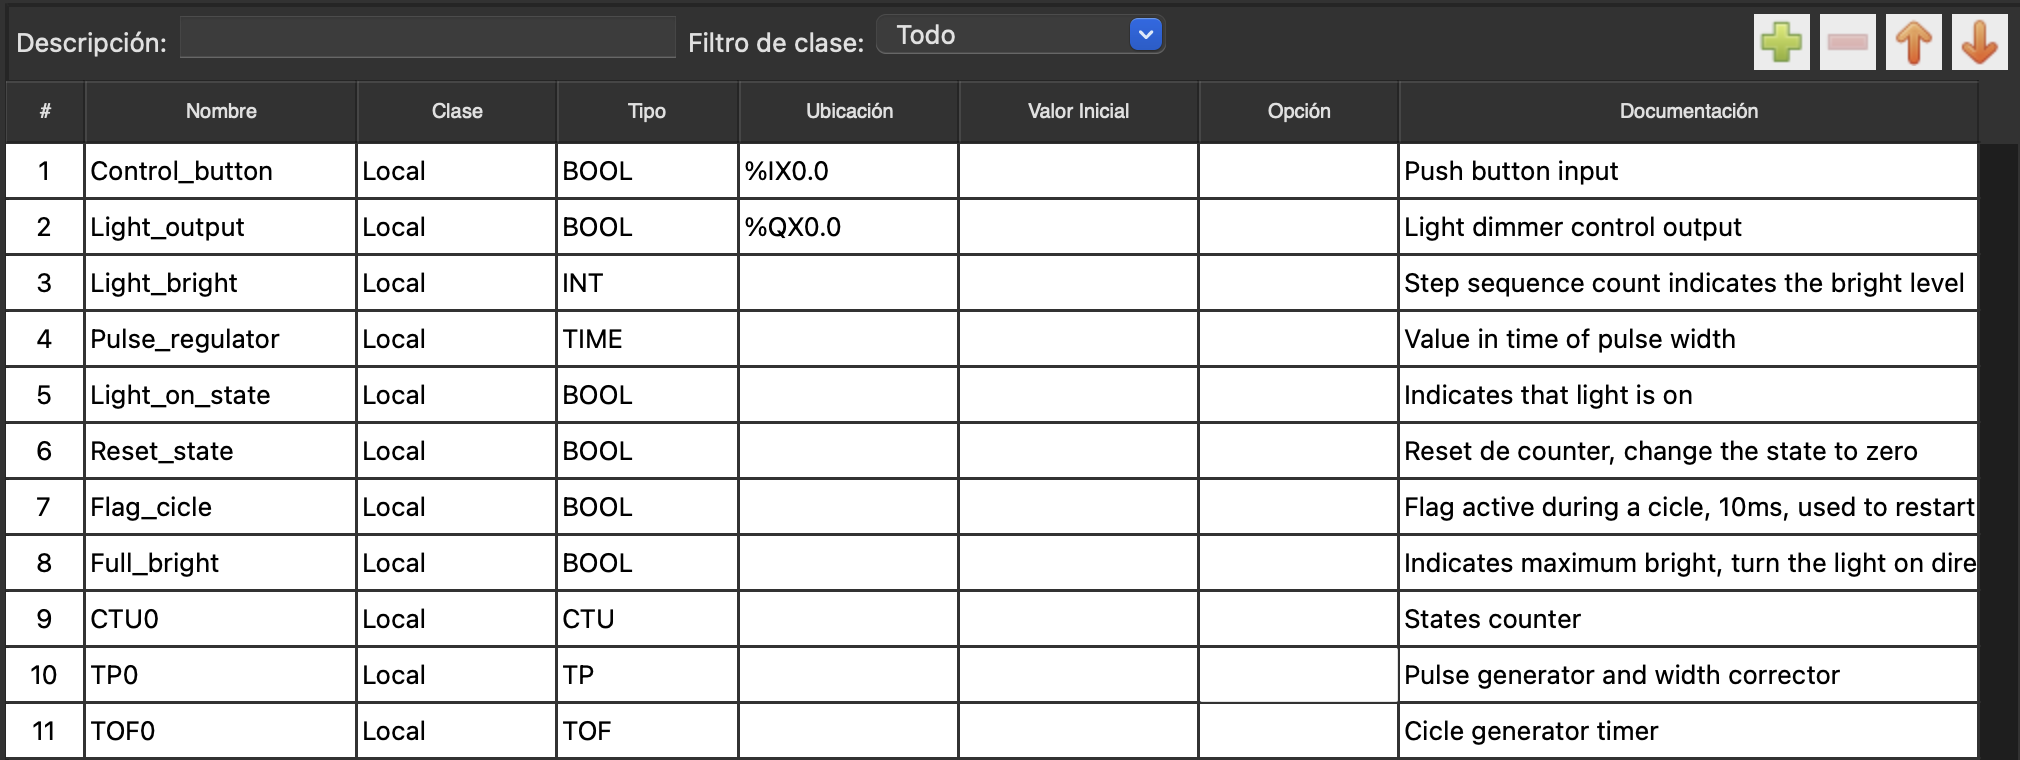 Descripción: Filtro de clase: Todo
# Nombre Clase Tipo Ubicación Valor Inicial Opción Documentación
1 Control_button Local BOOL %IX0.0 Push button input
2 Light_output Local BOOL %QX0.0 Light dimmer control output
3 Light_bright Local INT Step sequence count indicates the bright level
4 Pulse_regulator Local TIME Value in time of pulse width
5 Light_on_state Local BOOL Indicates that light is on
6 Reset_state Local BOOL Reset de counter, change the state to zero
7 Flag_cicle Local BOOL Flag active during a cicle, 10ms, used to restart
8 Full_bright Local BOOL Indicates maximum bright, turn the light on dire
9 CTU0 Local CTU States counter
10 TP0 Local TP Pulse generator and width corrector
11 TOF0 Local TOF Cicle generator timer